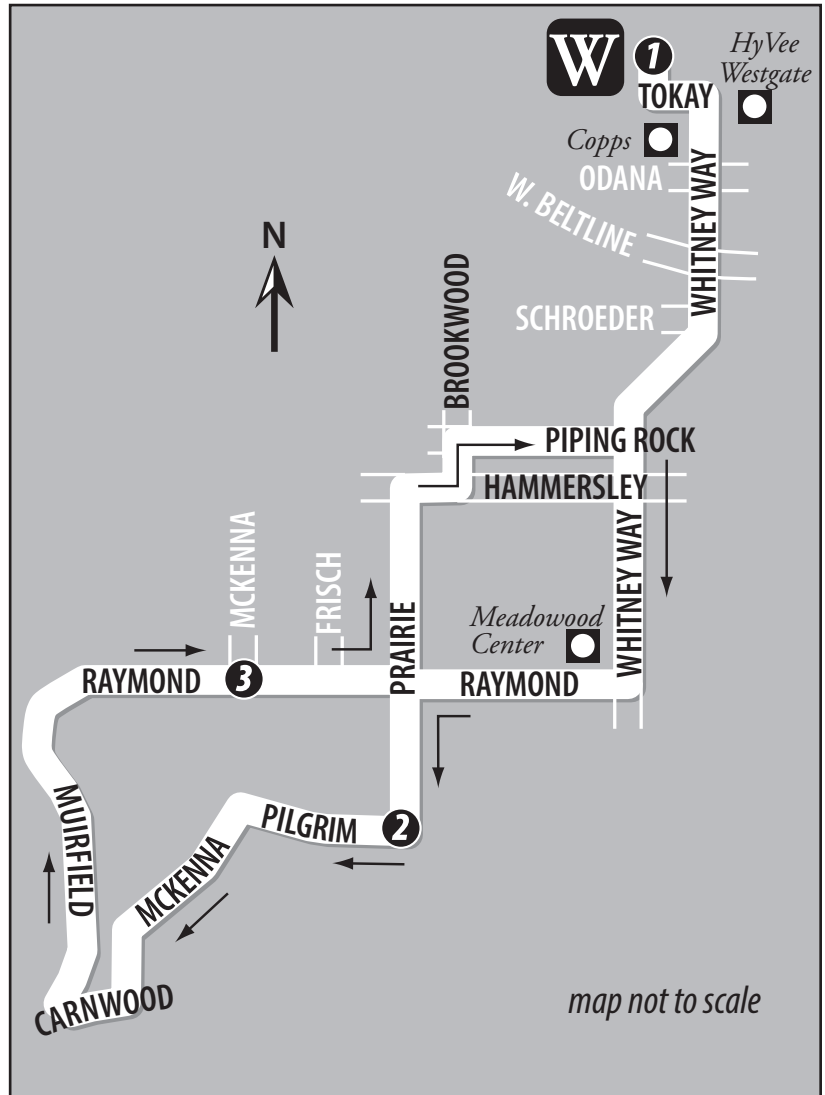 W
1
HyVee
Westgate
TOKAY
Copps
ODANA
W. BELTLINE
WHITNEY WAY
N
SCHROEDER
BROOKWOOD
PIPING ROCK
HAMMERSLEY
MCKENNA
FRISCH
PRAIRIE
Meadowood
Center
WHITNEY WAY
RAYMOND
3
RAYMOND
MUIRFIELD
PILGRIM
2
MCKENNA
CARNWOOD
map not to scale